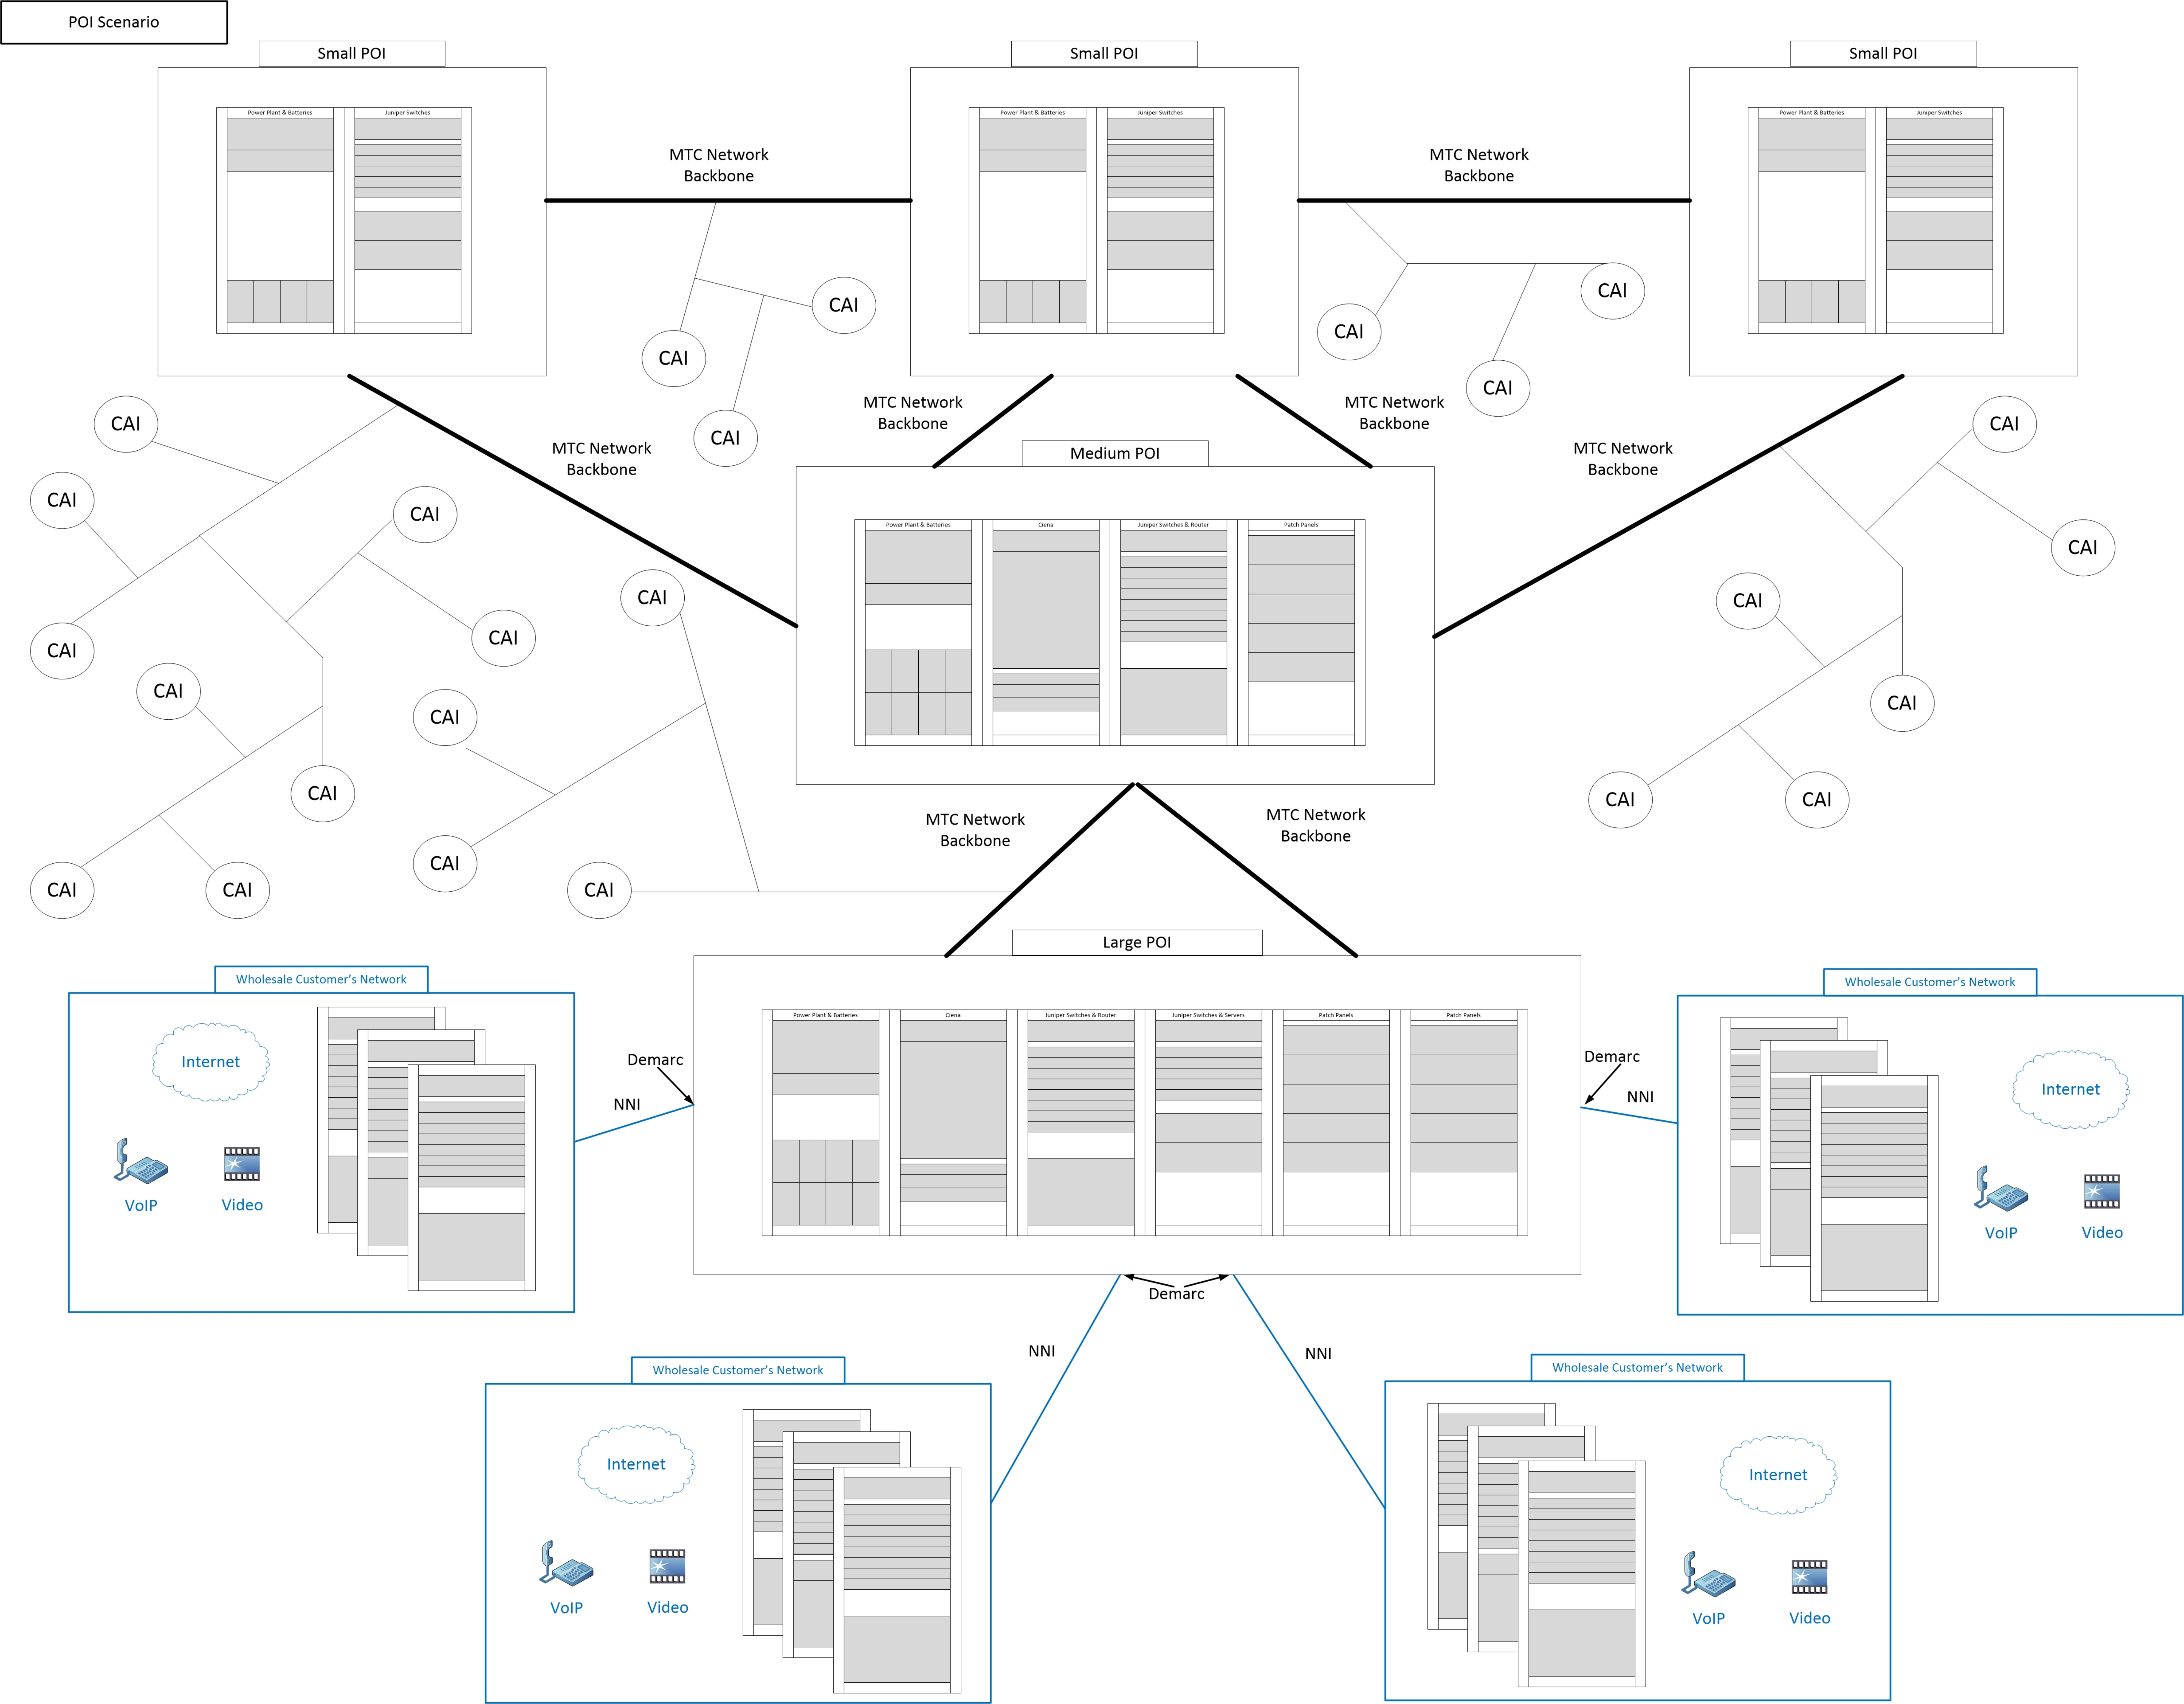 POI Scenario
Small POI
Small POI
Small POI
Power Plant & Batteries
Juniper Switches
Power Plant & Batteries
Juniper Switches
Power Plant & Batteries
Juniper Switches
MTC Network
Backbone
MTC Network
Backbone
CAI
CAI
CAI
CAI
CAI
CAI
MTC Network
Backbone
MTC Network
Backbone
MTC Network
Backbone
MTC Network
Backbone
CAI
CAI
CAI
CAI
CAI
CAI
CAI
CAI
CAI
CAI
Medium POI
Power Plant & Batteries
Ciena
Juniper Switches & Router
Patch Panels
CAI
CAI
CAI
CAI
CAI
CAI
CAI
CAI
CAI
CAI
MTC Network
Backbone
MTC Network
Backbone
Large POI
Power Plant & Batteries
Ciena
Juniper Switches & Router
Juniper Switches & Servers
Patch Panels
Patch Panels
Wholesale Customer's Network
Internet
VoIP
Video
Demarc
NNI
Demarc
NNI
Wholesale Customer's Network
Internet
VoIP
Video
Demarc
NNI
NNI
Wholesale Customer's Network
Internet
VoIP
Video
Wholesale Customer's Network
Internet
VoIP
Video